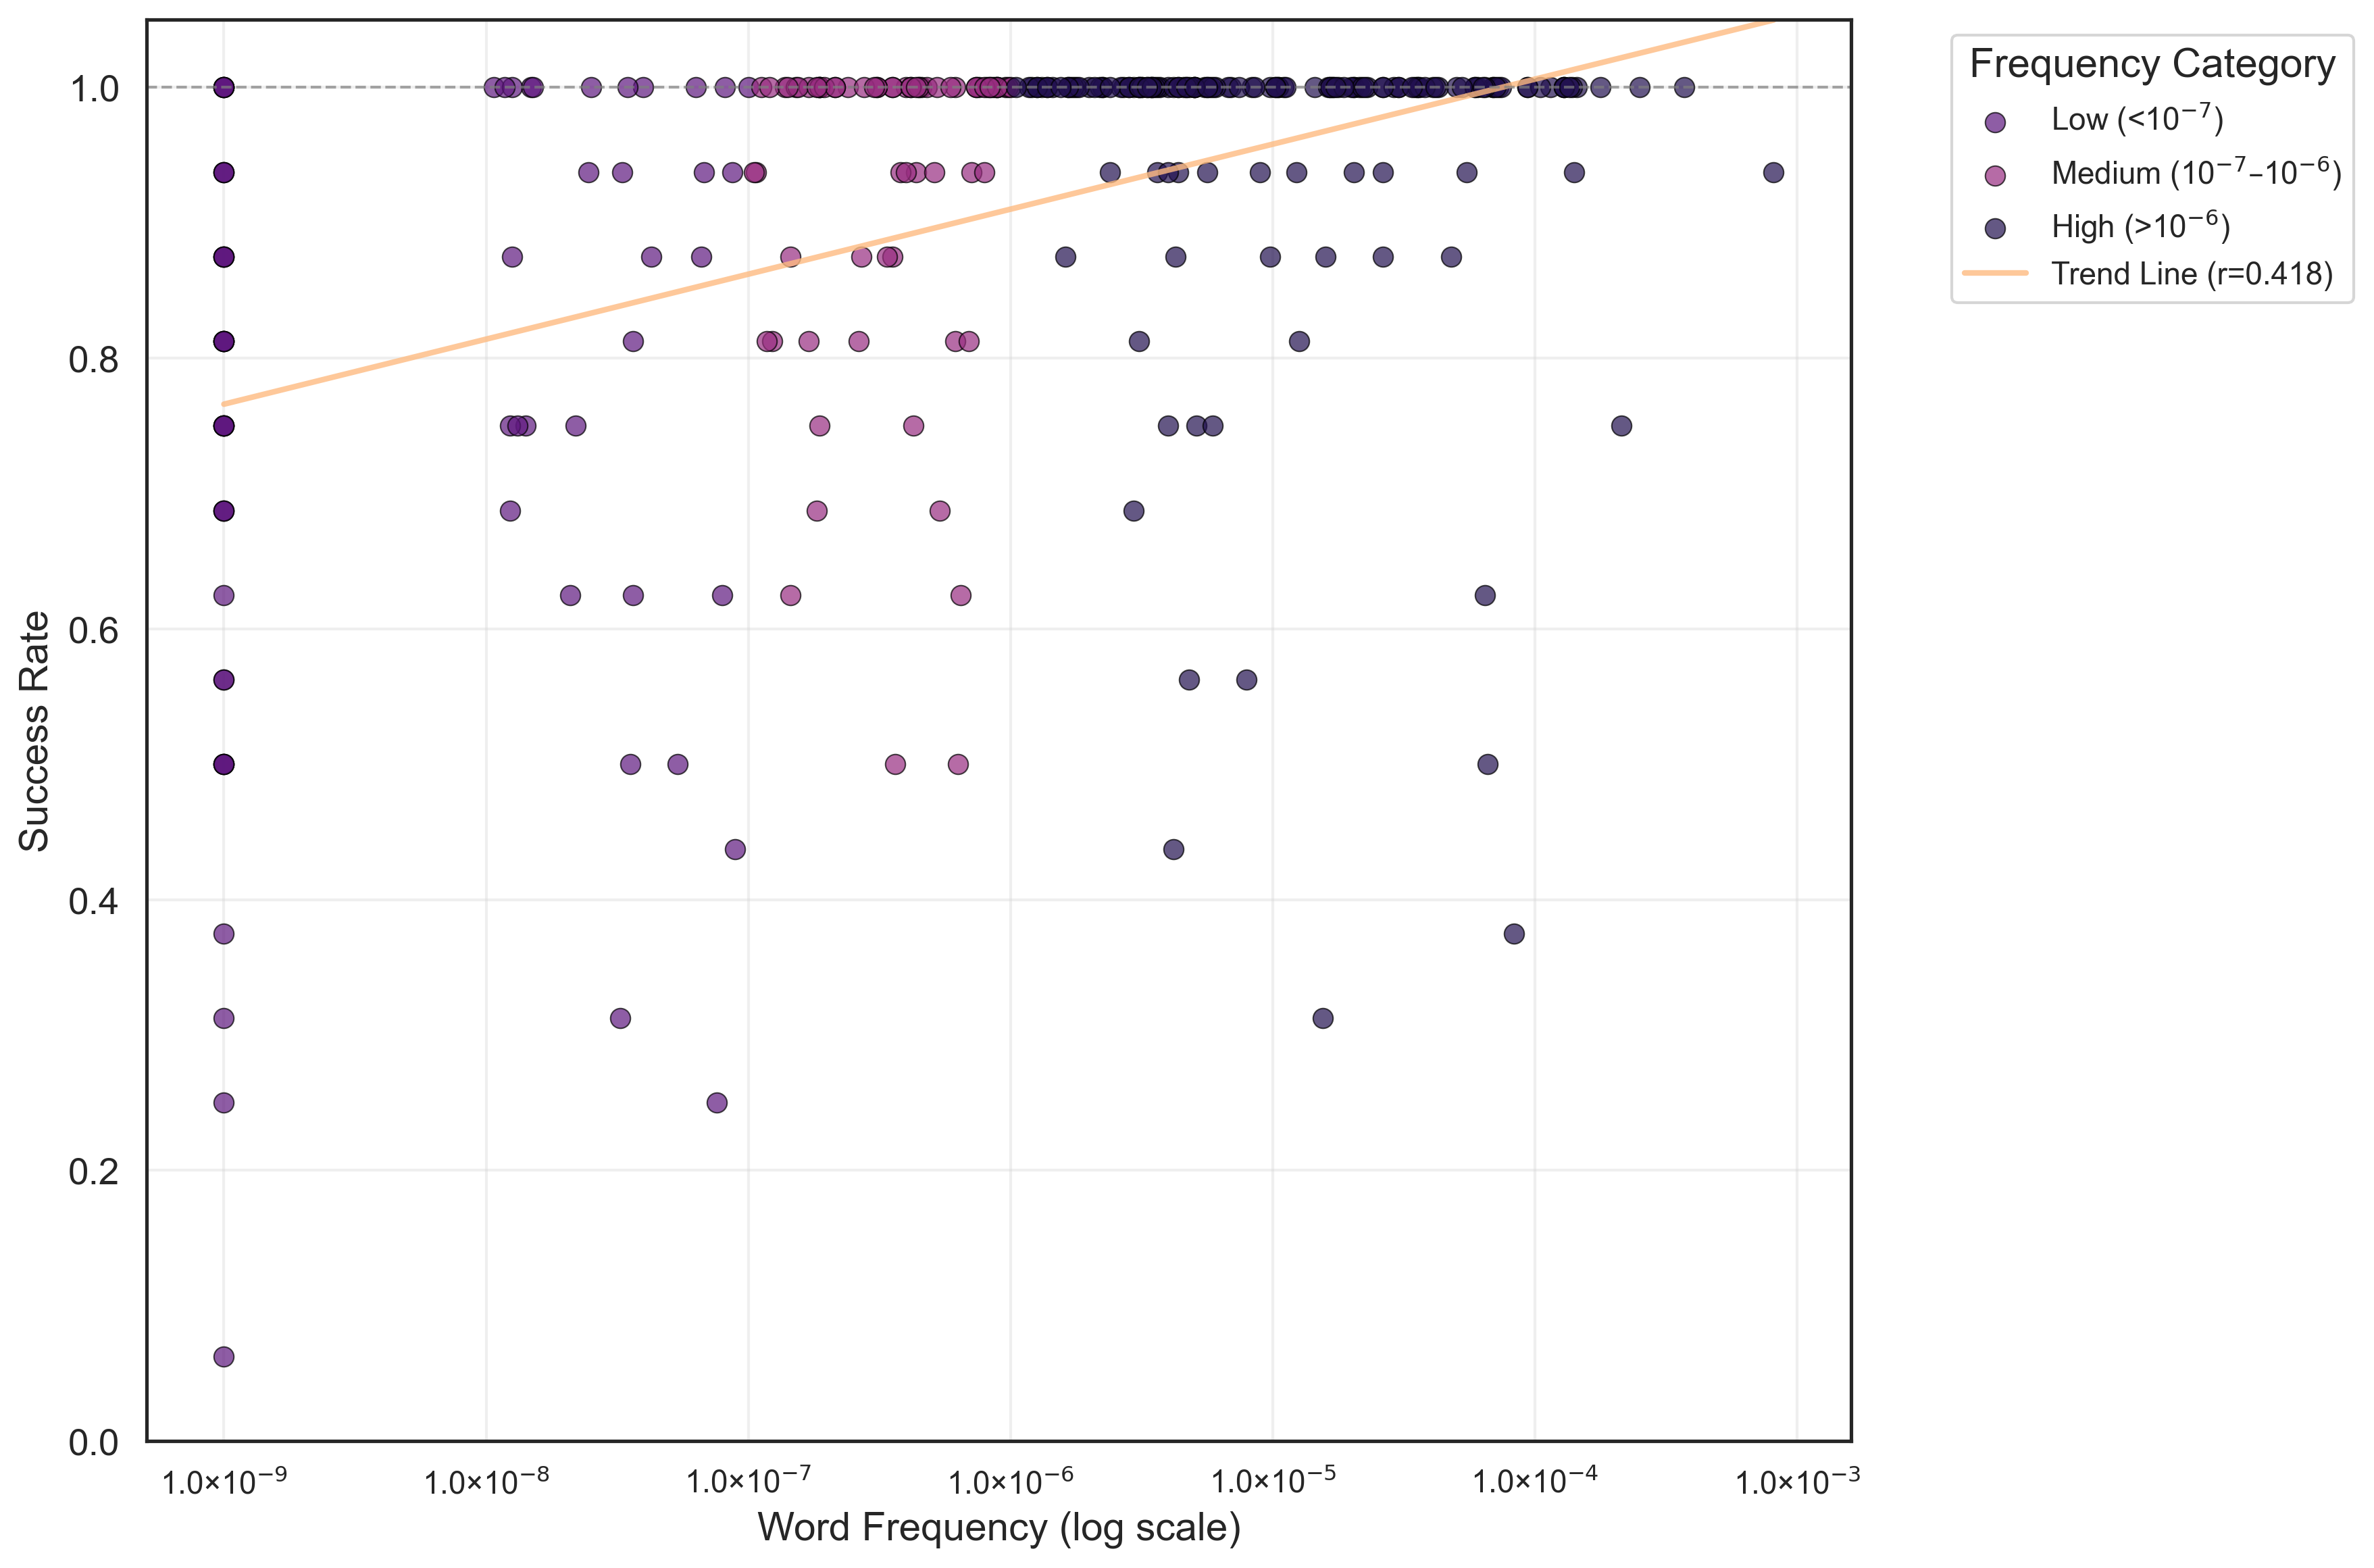 Frequency Category
Low (<10⁻⁷)
Medium (10⁻⁷–10⁻⁶)
High (>10⁻⁶)
Trend Line (r=0.418)
Success Rate
1.0
0.8
0.6
0.4
0.2
0.0
1.0×10⁻⁹ 1.0×10⁻⁸ 1.0×10⁻⁷ 1.0×10⁻⁶ 1.0×10⁻⁵ 1.0×10⁻⁴ 1.0×10⁻³
Word Frequency (log scale)